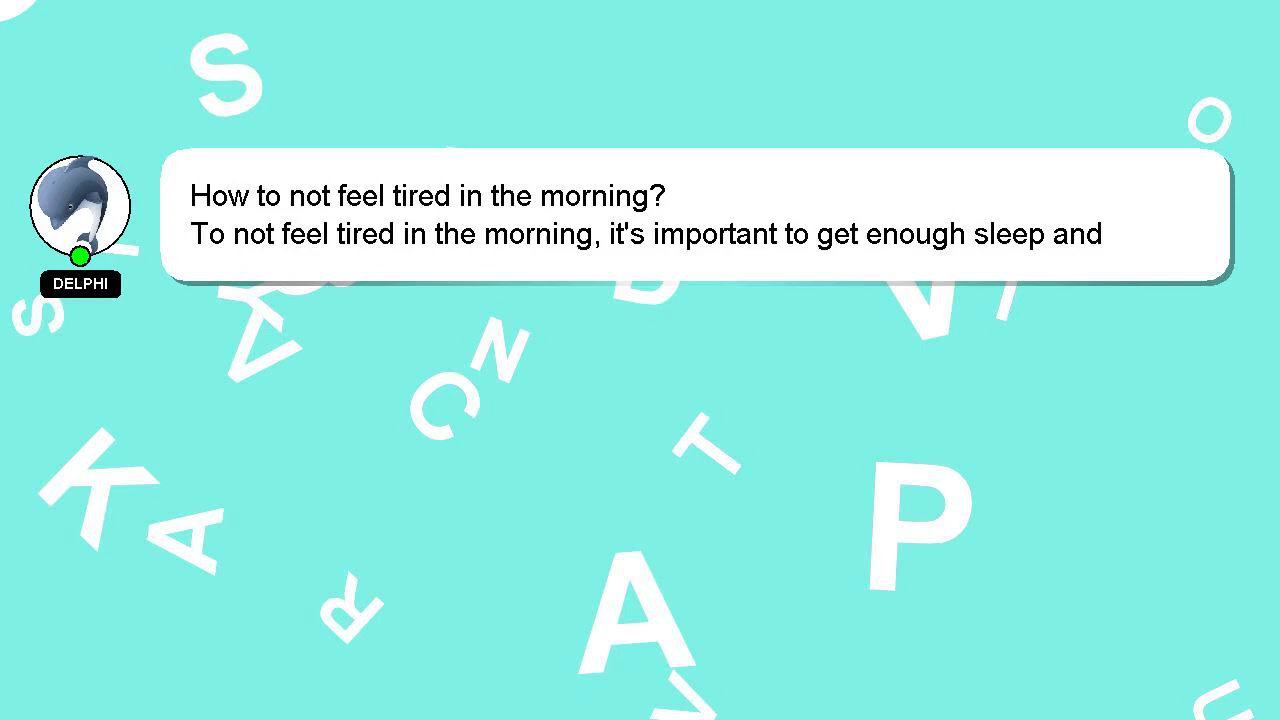 S
O
How to not feel tired in the morning?
To not feel tired in the morning, it's important to get enough sleep and
DELPHI
S
V
N
C
T
K
A
P
R
A
V
U